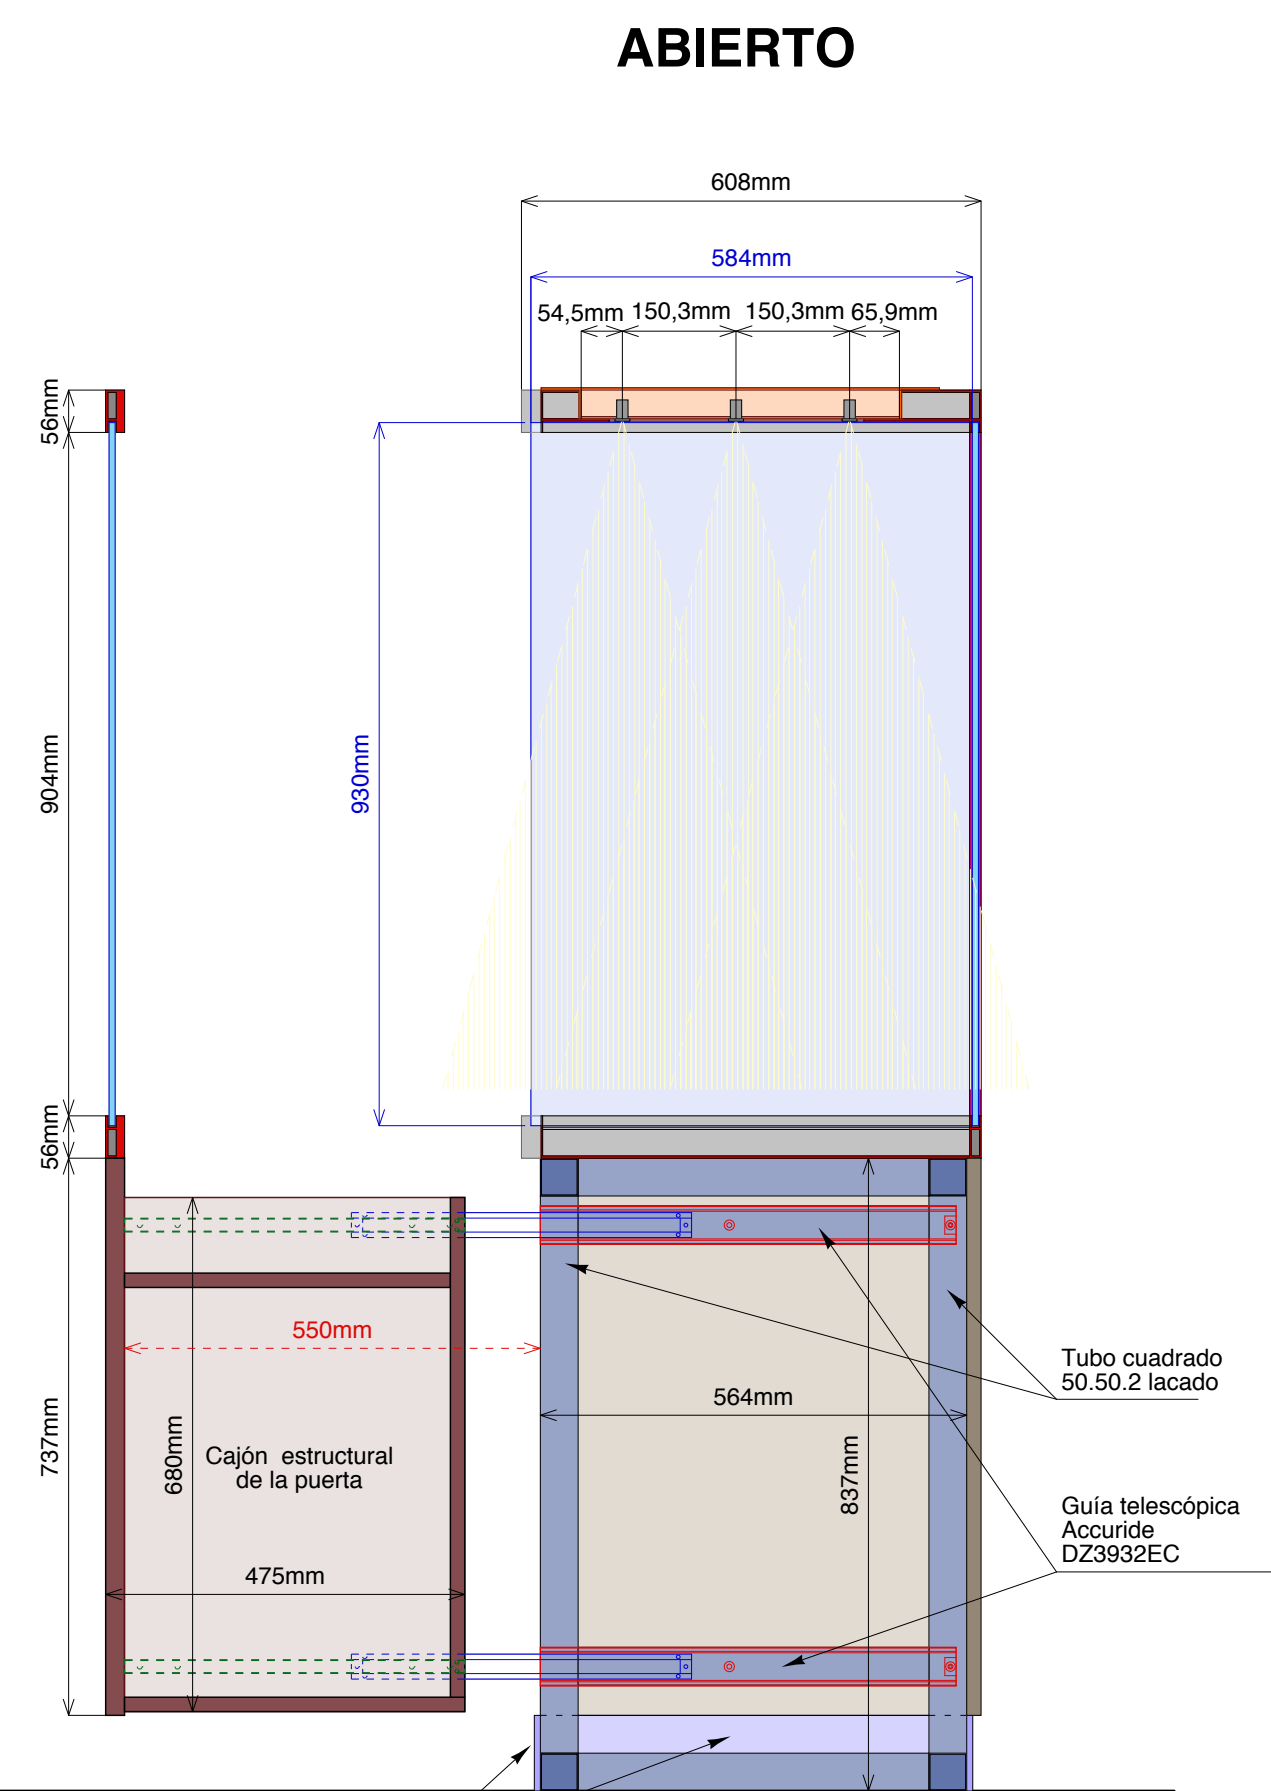 ABIERTO
608mm
584mm
54,5mm 150,3mm 150,3mm 65,9mm
56mm
904mm
930mm
56mm
550mm
Tubo cuadrado
50.50.2 lacado
564mm
737mm
680mm
Cajón estructural
de la puerta
837mm
Guía telescópica
Accuride
DZ3932EC
475mm